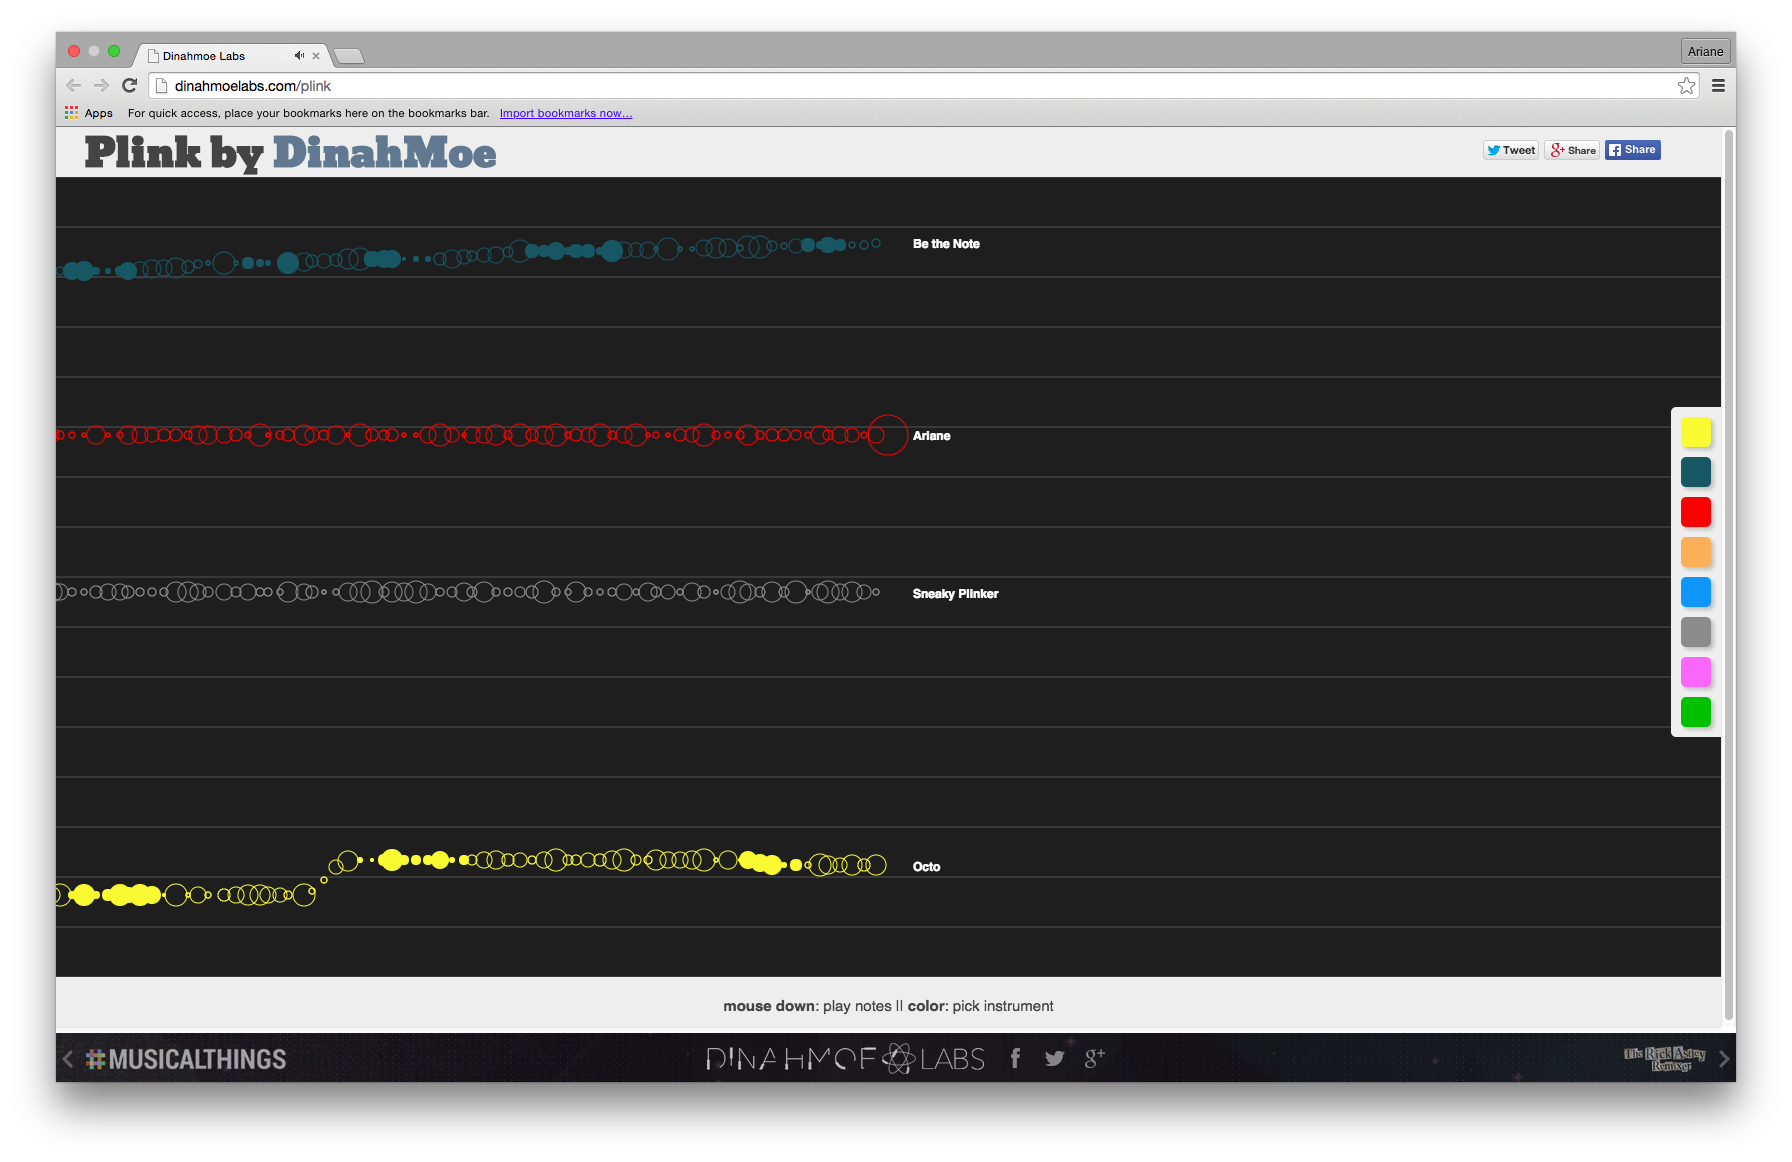 Dinahmoe Labs
Ariane
dinahmoelabs.com/plink
Apps For quick access, place your bookmarks here on the bookmarks bar. Import bookmarks now...
Plink by DinahMoe
Tweet
g+ Share
f Share
Be the Note
Ariane
Sneaky Plinker
Octo
mouse down: play notes || color: pick instrument
#MUSICALTHINGS
DINAHMOE LABS
f
g+
The Rick Astley
Remixer